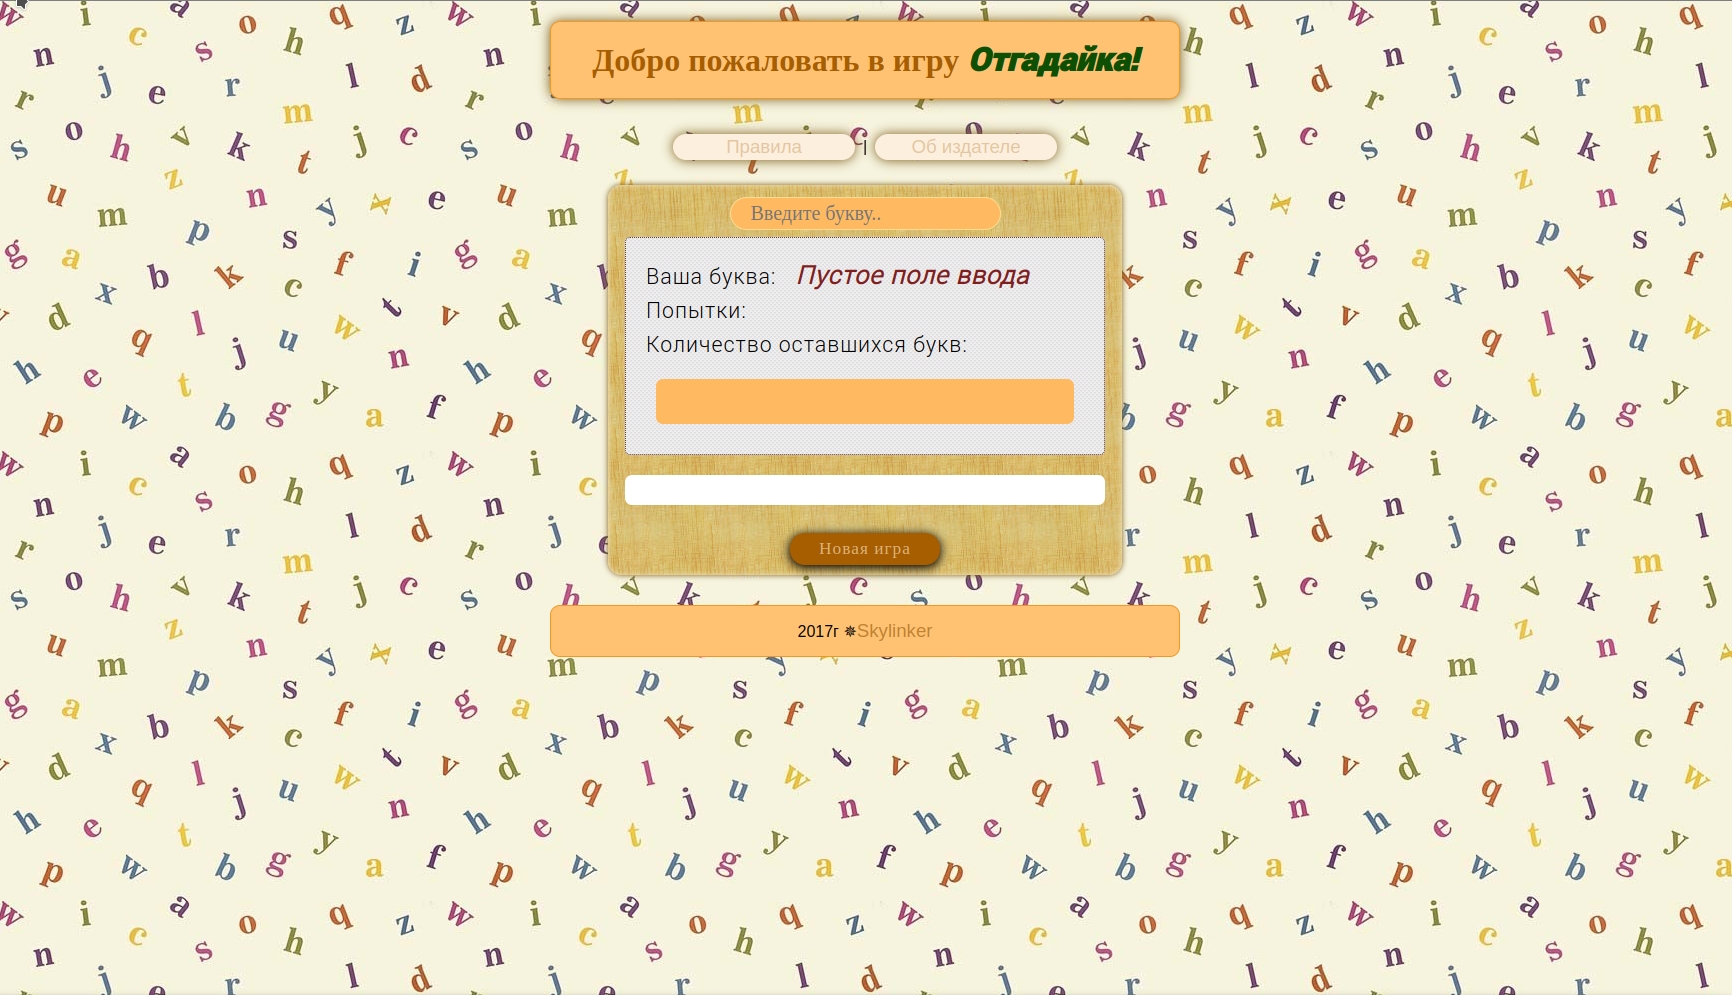 Добро пожаловать в игру Отгадайка!
Правила | Об издателе
Введите букву..
Ваша буква: Пустое поле ввода
Попытки:
Количество оставшихся букв:
Новая игра
2017г ✵Skylinker